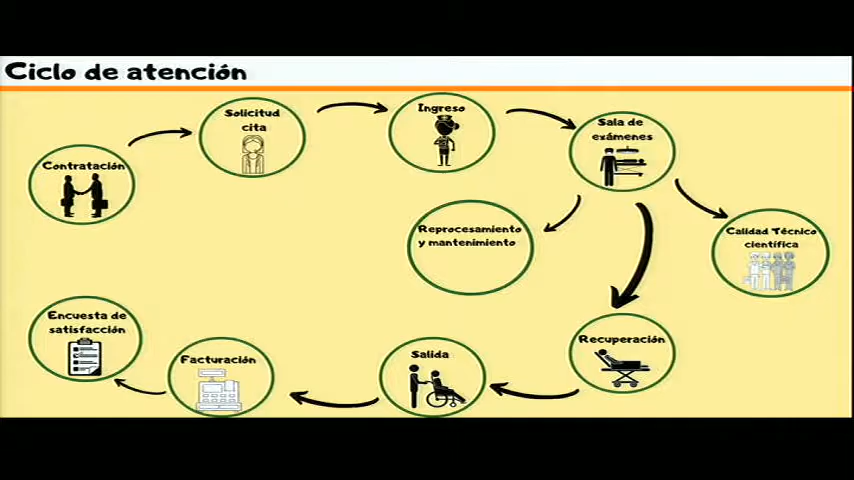 Ciclo de atención
Contratación
Solicitud
cita
Ingreso
Sala de
exámenes
Reprocesamiento
y mantenimiento
Calidad Técnico
científica
Recuperación
Salida
Facturación
Encuesta de
satisfacción